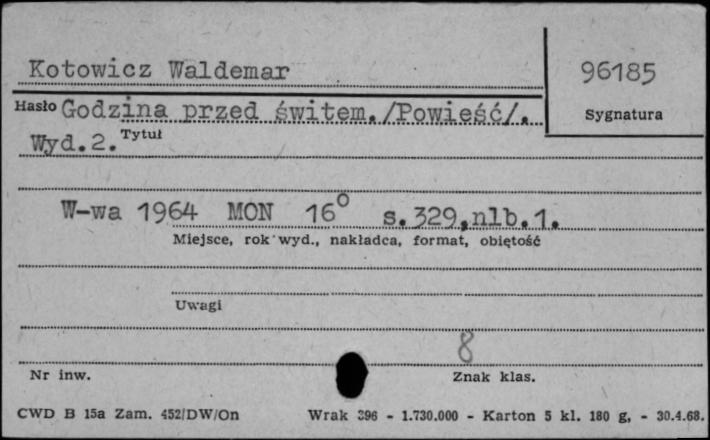 Kotowicz Waldemar
96185
Hasło Godzina przed świtem./Powieść/.
Sygnatura
Wyd.2. Tytuł
W-wa 1964 MON 16° s.329,nlb.1.
Miejsce, rok wyd., nakładca, format, obiętość
Uwagi
8
Nr inw.
Znak klas.
CWD B 15a Zam. 452/DW/On Wrak 396 - 1.730.000 - Karton 5 kl. 180 g, - 30.4.68.